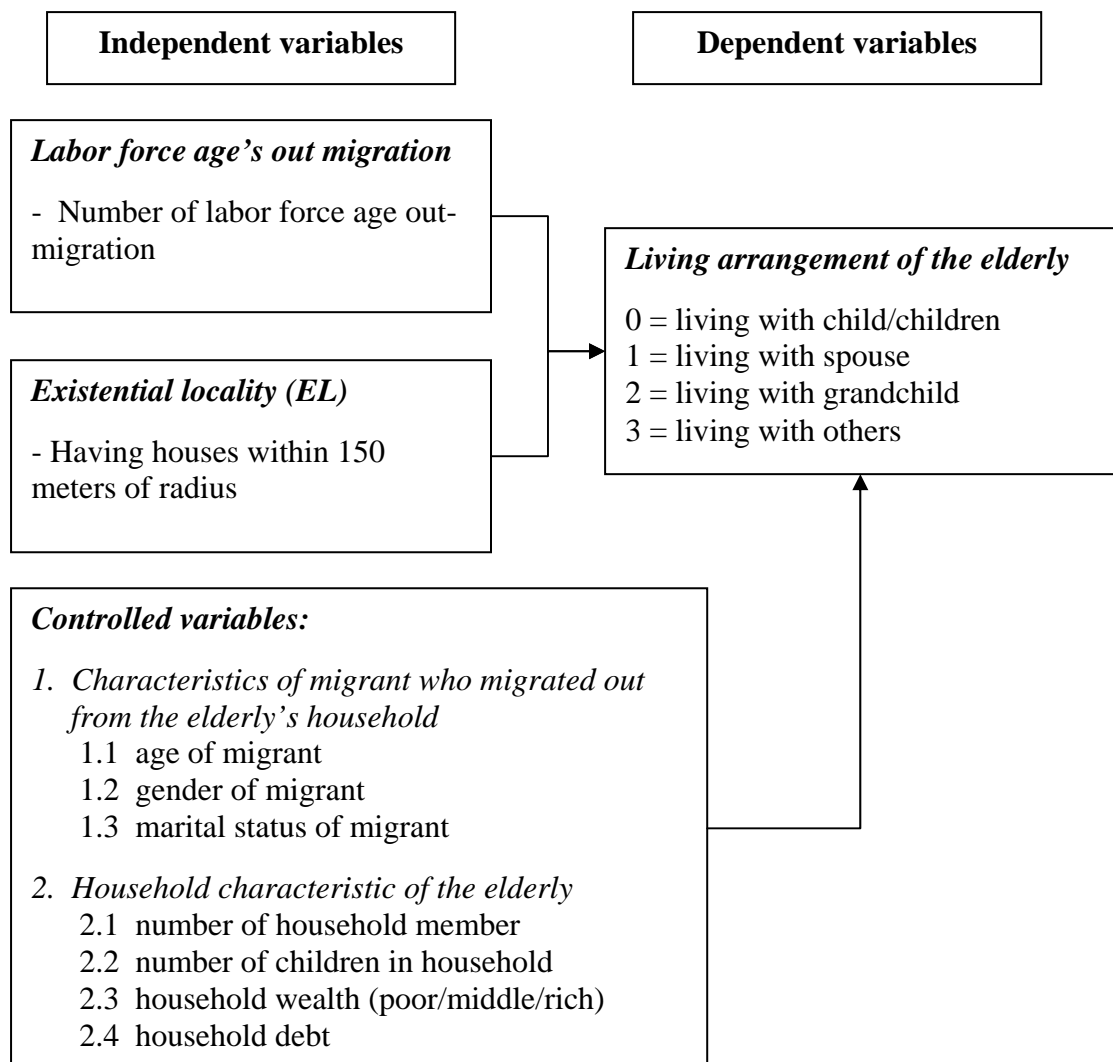 Independent variables
Dependent variables
Labor force age’s out migration
- Number of labor force age out-
migration
Existential locality (EL)
- Having houses within 150
meters of radius
Living arrangement of the elderly
0 = living with child/children
1 = living with spouse
2 = living with grandchild
3 = living with others
Controlled variables:
1. Characteristics of migrant who migrated out
from the elderly’s household
1.1 age of migrant
1.2 gender of migrant
1.3 marital status of migrant
2. Household characteristic of the elderly
2.1 number of household member
2.2 number of children in household
2.3 household wealth (poor/middle/rich)
2.4 household debt